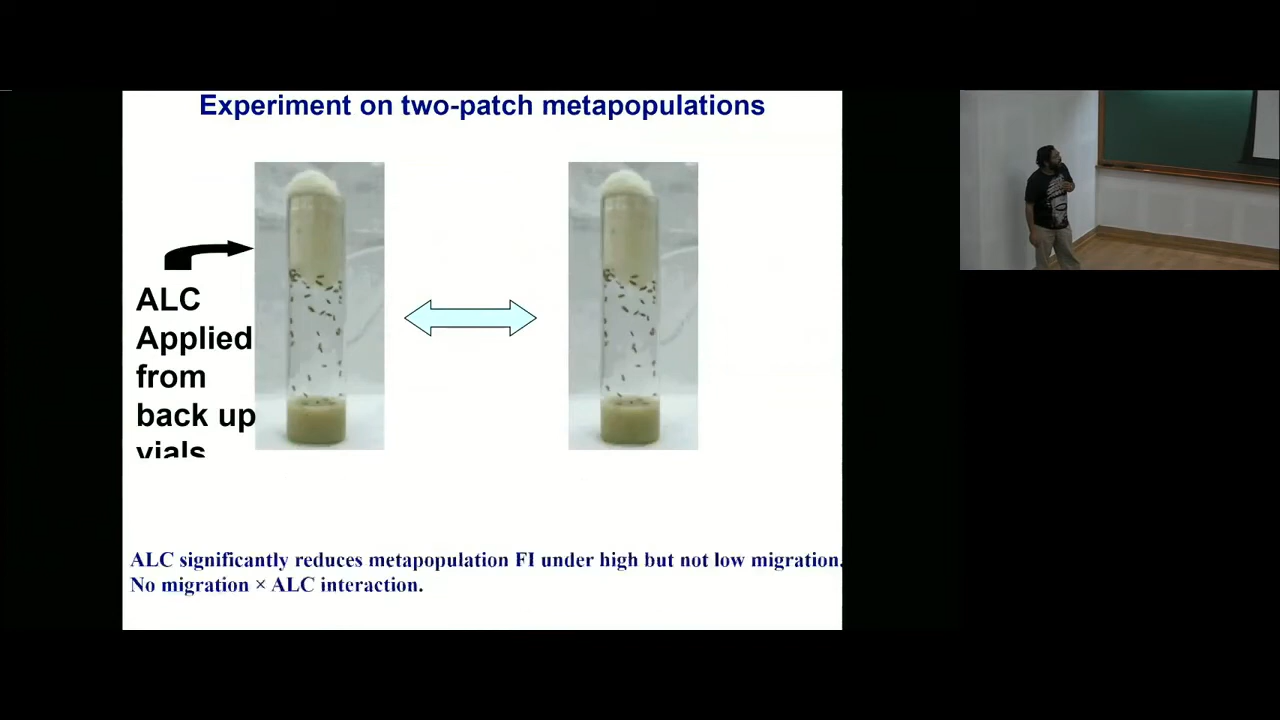 Experiment on two-patch metapopulations
ALC
Applied
from
back up
vials
ALC significantly reduces metapopulation FI under high but not low migration.
No migration × ALC interaction.